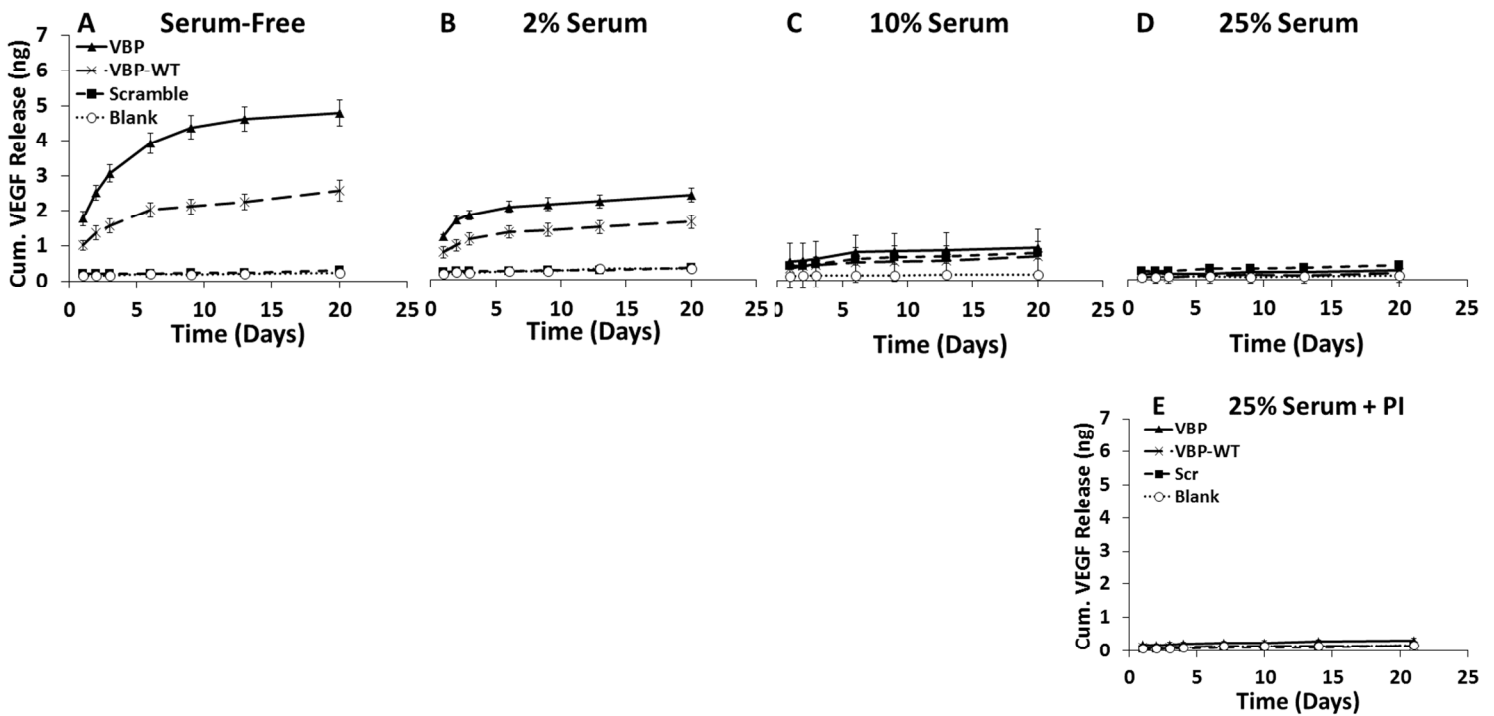 A Serum-Free
B 2% Serum
C 10% Serum
D 25% Serum
Cum. VEGF Release (ng)
7
6
5
4
3
2
1
0
VBP
VBP-WT
Scramble
Blank
0 5 10 15 20 25
Time (Days)
0 5 10 15 20 25
Time (Days)
5 10 15 20 25
Time (Days)
0 5 10 15 20 25
Time (Days)
E 25% Serum + PI
Cum. VEGF Release (ng)
7
6
5
4
3
2
1
0
VBP
VBP-WT
Scr
Blank
0 5 10 15 20 25
Time (Days)